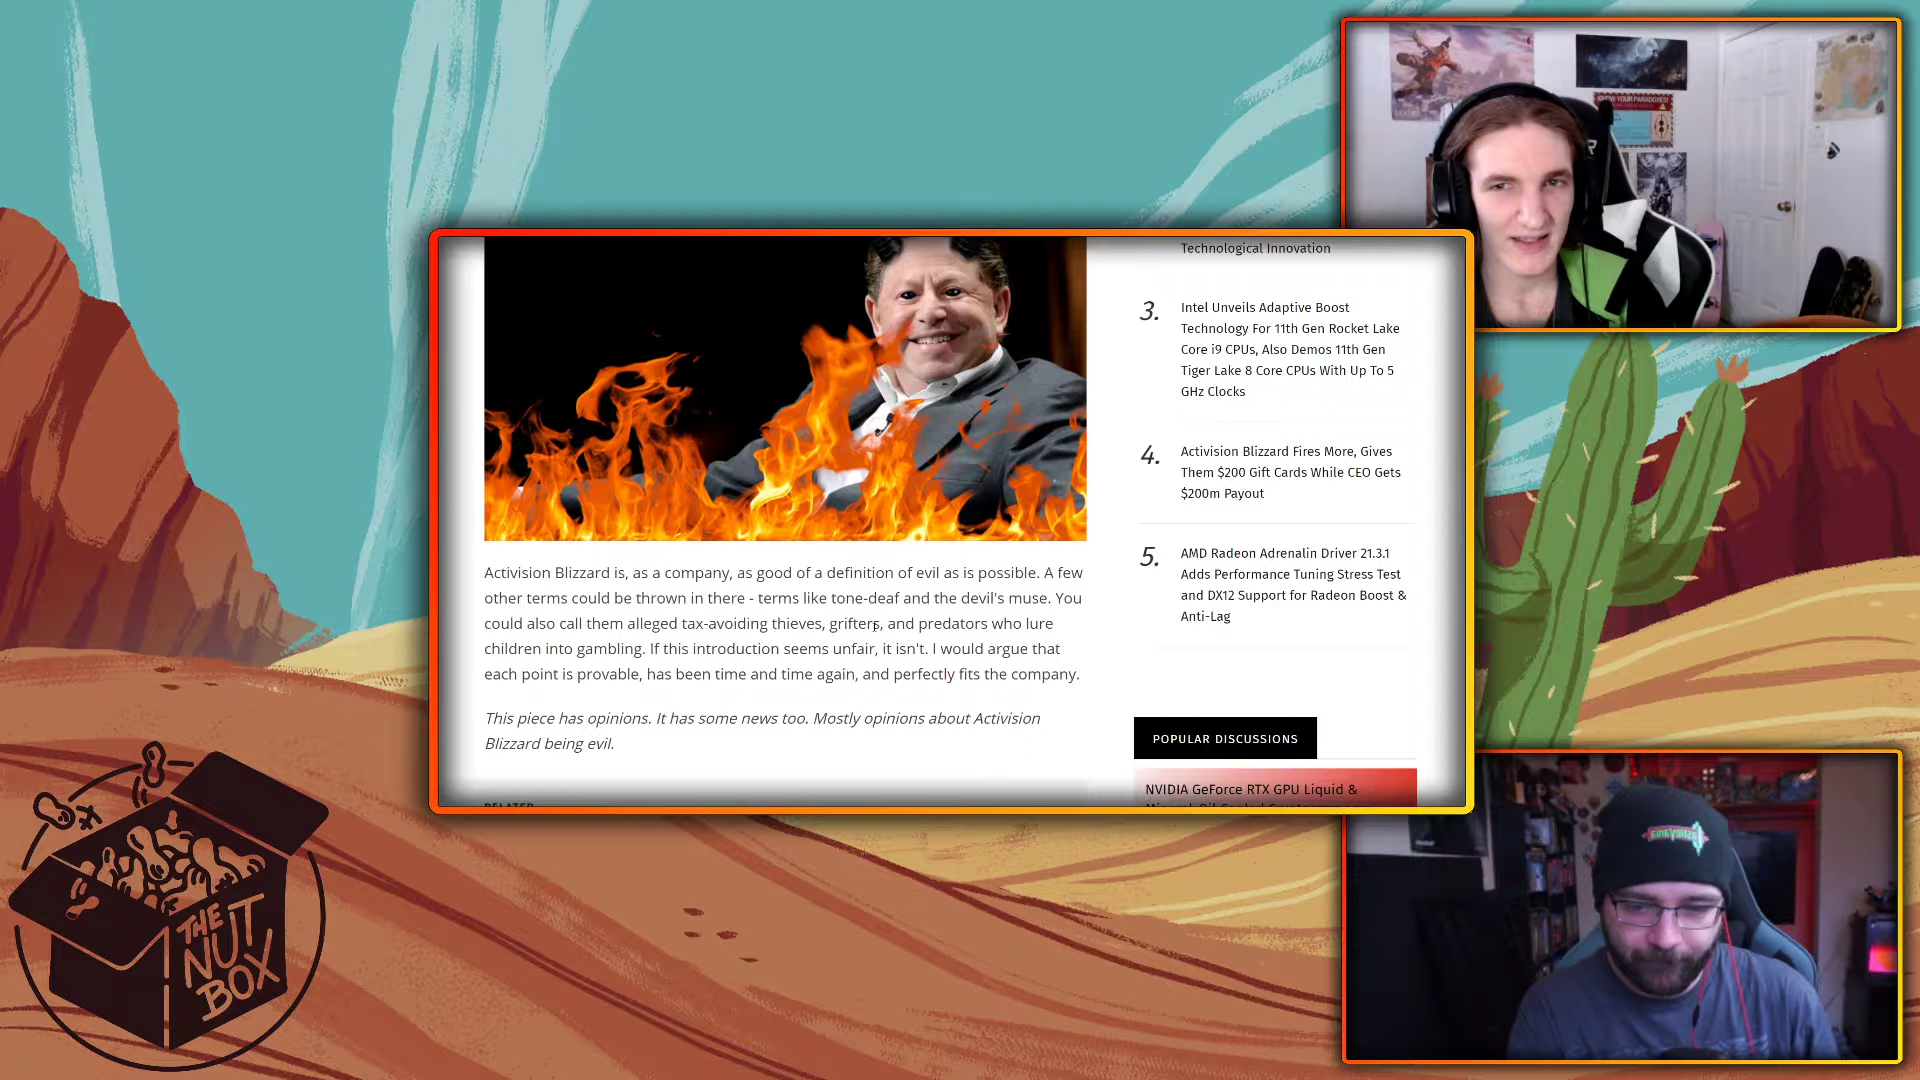 Technological Innovation
3.
Intel Unveils Adaptive Boost
Technology For 11th Gen Rocket Lake
Core i9 CPUs, Also Demos 11th Gen
Tiger Lake 8 Core CPUs With Up To 5
GHz Clocks
4.
Activision Blizzard Fires More, Gives
Them $200 Gift Cards While CEO Gets
$200m Payout
5.
AMD Radeon Adrenalin Driver 21.3.1
Adds Performance Tuning Stress Test
and DX12 Support for Radeon Boost &
Anti-Lag
Activision Blizzard is, as a company, as good of a definition of evil as is possible. A few
other terms could be thrown in there - terms like tone-deaf and the devil's muse. You
could also call them alleged tax-avoiding thieves, grifters, and predators who lure
children into gambling. If this introduction seems unfair, it isn't. I would argue that
each point is provable, has been time and time again, and perfectly fits the company.
This piece has opinions. It has some news too. Mostly opinions about Activision
Blizzard being evil.
POPULAR DISCUSSIONS
NVIDIA GeForce RTX GPU Liquid &
KNOW YOUR PARADOXES!
THE
NUT
BOX